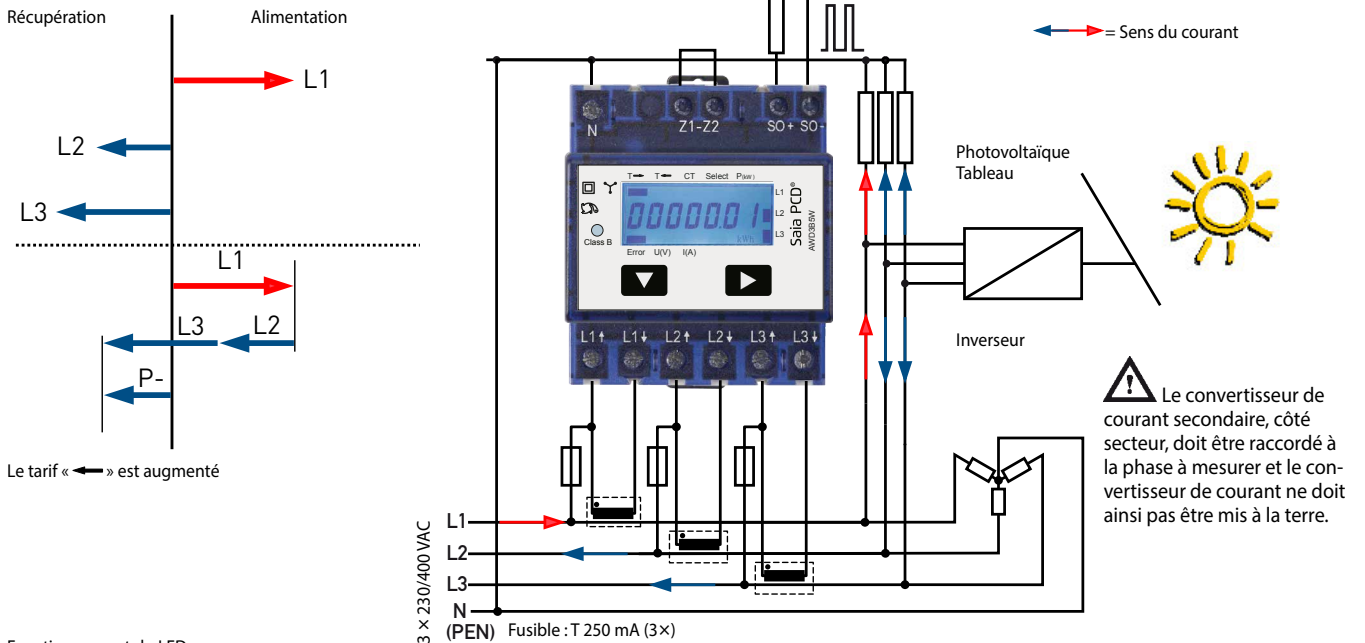 Récupération
Alimentation
L1
L2
L3
L1
L3
L2
P-
Le tarif « » est augmenté
= Sens du courant
N
Z1-Z2
SO+ SO-
T T CT Select P(kW)
L1
L2
L3
0000001
kWh
Class B
Error U(V) I(A)
Saia PCD®
AWD3B5W
L1↑ L1↓ L2↑ L2↓ L3↑ L3↓
Photovoltaïque
Tableau
Inverseur
Le convertisseur de
courant secondaire, côté
secteur, doit être raccordé à
la phase à mesurer et le con-
vertisseur de courant ne doit
ainsi pas être mis à la terre.
3 × 230/400 VAC
L1
L2
L3
N
(PEN)
Fusible : T 250 mA (3×)